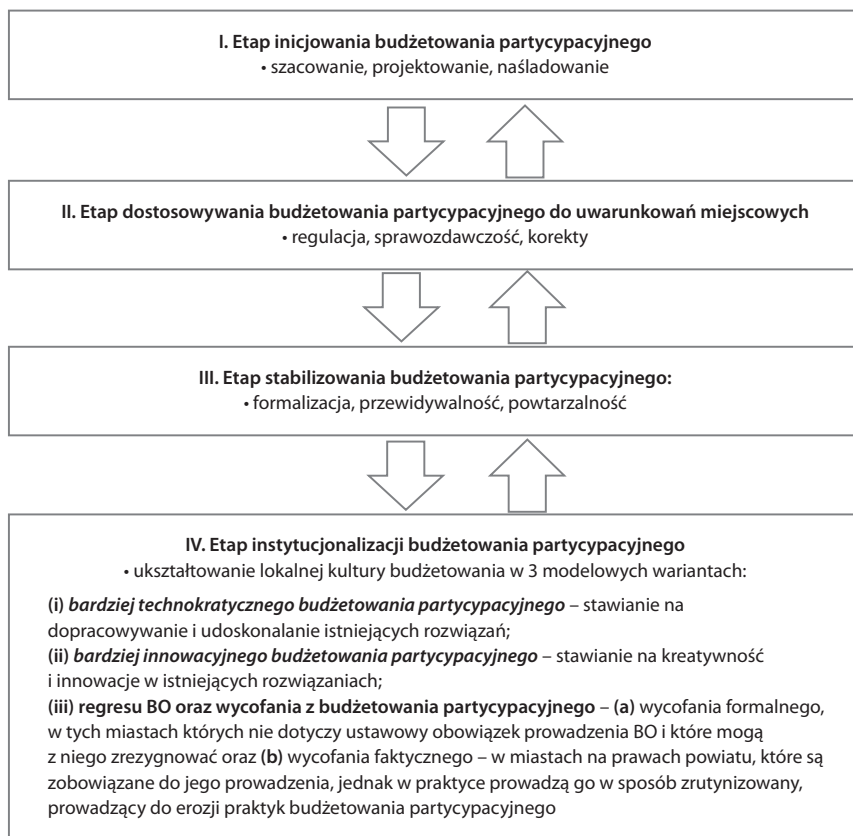 I. Etap inicjowania budżetowania partycypacyjnego
• szacowanie, projektowanie, naśladowanie
II. Etap dostosowywania budżetowania partycypacyjnego do uwarunkowań miejscowych
• regulacja, sprawozdawczość, korekty
III. Etap stabilizowania budżetowania partycypacyjnego:
• formalizacja, przewidywalność, powtarzalność
IV. Etap instytucjonalizacji budżetowania partycypacyjnego
• ukształtowanie lokalnej kultury budżetowania w 3 modelowych wariantach:
(i) bardziej technokratycznego budżetowania partycypacyjnego – stawianie na
dopracowywanie i udoskonalanie istniejących rozwiązań;
(ii) bardziej innowacyjnego budżetowania partycypacyjnego – stawianie na kreatywność
i innowacje w istniejących rozwiązaniach;
(iii) regresu BO oraz wycofania z budżetowania partycypacyjnego – (a) wycofania formalnego,
w tych miastach których nie dotyczy ustawowy obowiązek prowadzenia BO i które mogą
z niego zrezygnować oraz (b) wycofania faktycznego – w miastach na prawach powiatu, które są
zobowiązane do jego prowadzenia, jednak w praktyce prowadzą go w sposób zrutynizowany,
prowadzący do erozji praktyk budżetowania partycypacyjnego